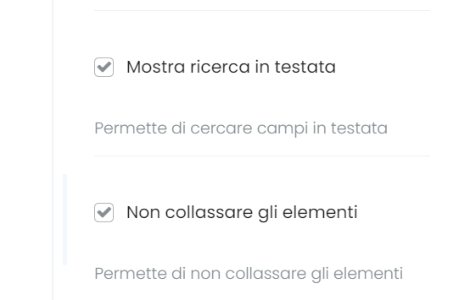 Mostra ricerca in testata
Permette di cercare campi in testata
Non collassare gli elementi
Permette di non collassare gli elementi